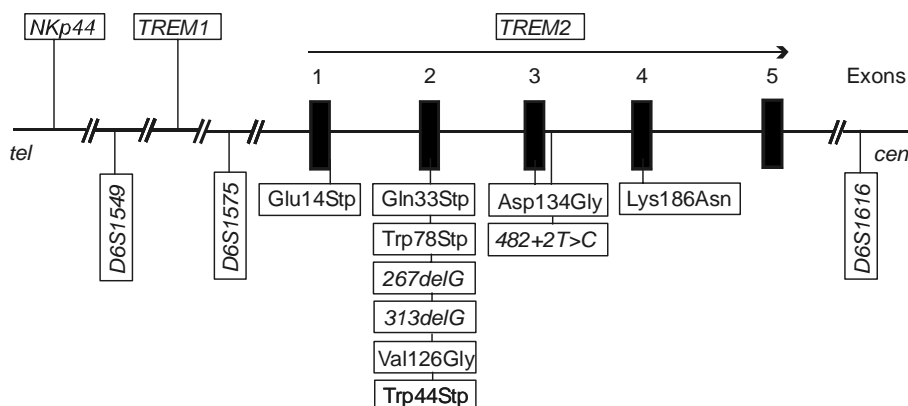 NKp44 TREM1 TREM2
1 2 3 4 5 Exons
tel cen
D6S1549 D6S1575 Glu14Stp Gln33Stp Asp134Gly Lys186Asn D6S1616
Trp78Stp 482+2T>C
267delG
313delG
Val126Gly
Trp44Stp